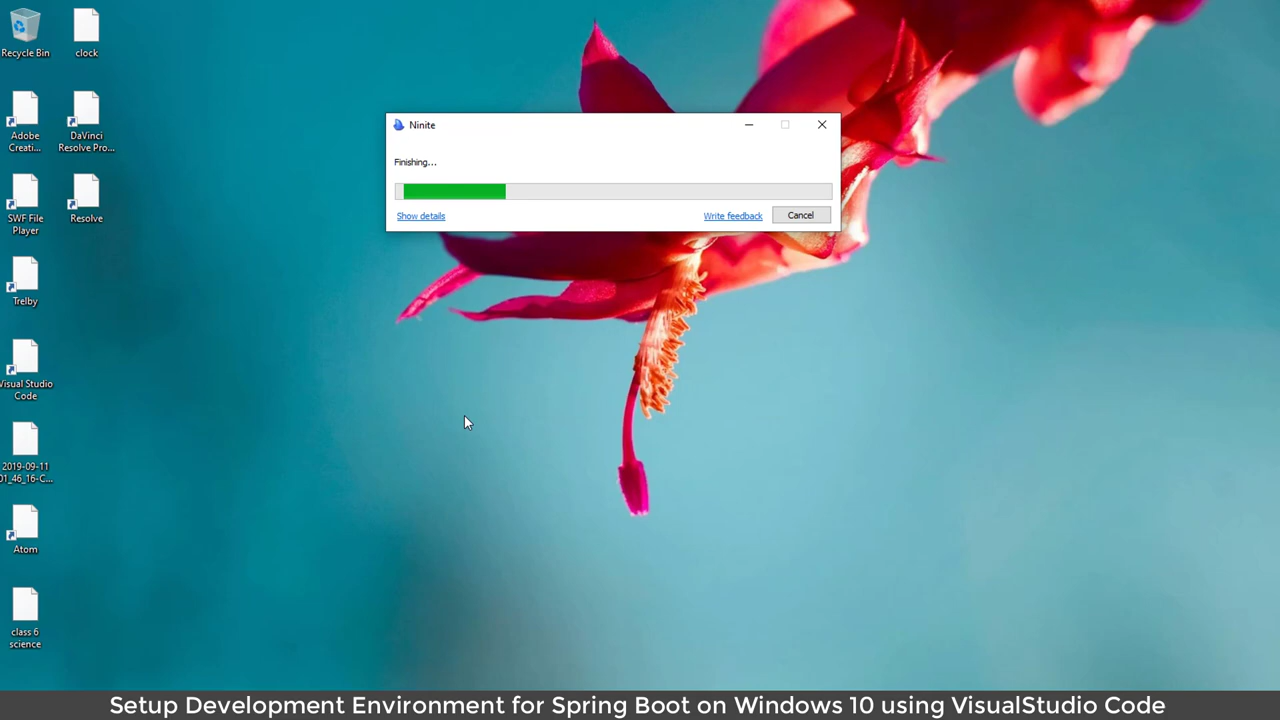 Recycle Bin
clock
Adobe
Creati...
DaVinci
Resolve Pro...
SWF File
Player
Resolve
Trelby
Visual Studio
Code
2019-09-11
01_46_16-C...
Atom
class 6
science
Ninite
Finishing...
Show details
Write feedback
Cancel
Setup Development Environment for Spring Boot on Windows 10 using VisualStudio Code